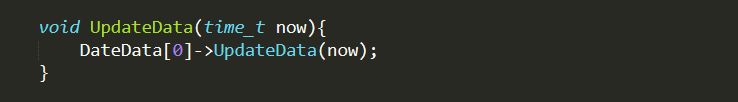 void UpdateData(time_t now){
DateData[0]->UpdateData(now);
}